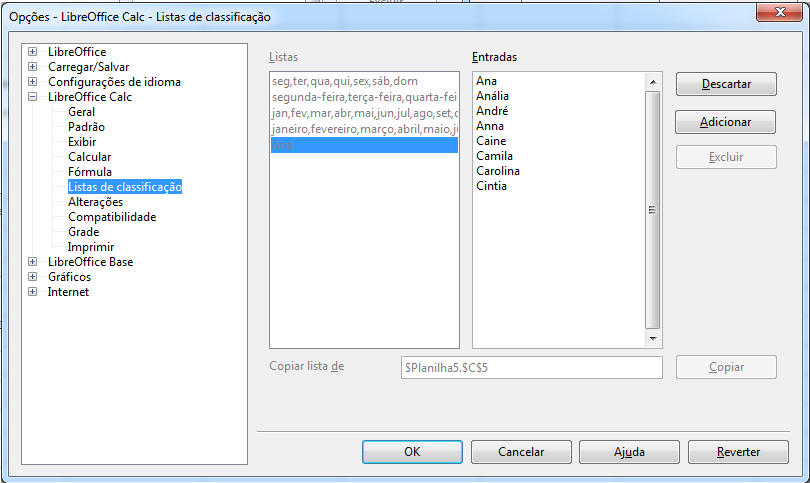 Opções - LibreOffice Calc - Listas de classificação
LibreOffice
Carregar/Salvar
Configurações de idioma
LibreOffice Calc
Geral
Padrão
Exibir
Calcular
Fórmula
Listas de classificação
Alterações
Compatibilidade
Grade
Imprimir
LibreOffice Base
Gráficos
Internet
Listas
seg,ter,qua,qui,sex,sáb,dom
segunda-feira,terça-feira,quarta-fei
jan,fev,mar,abr,mai,jun,jul,ago,set,o
janeiro,fevereiro,março,abril,maio,ju
Ana
Entradas
Ana
Anália
André
Anna
Caine
Camila
Carolina
Cintia
Descartar
Adicionar
Excluir
Copiar lista de
$Planilha5.$C$5
Copiar
OK
Cancelar
Ajuda
Reverter